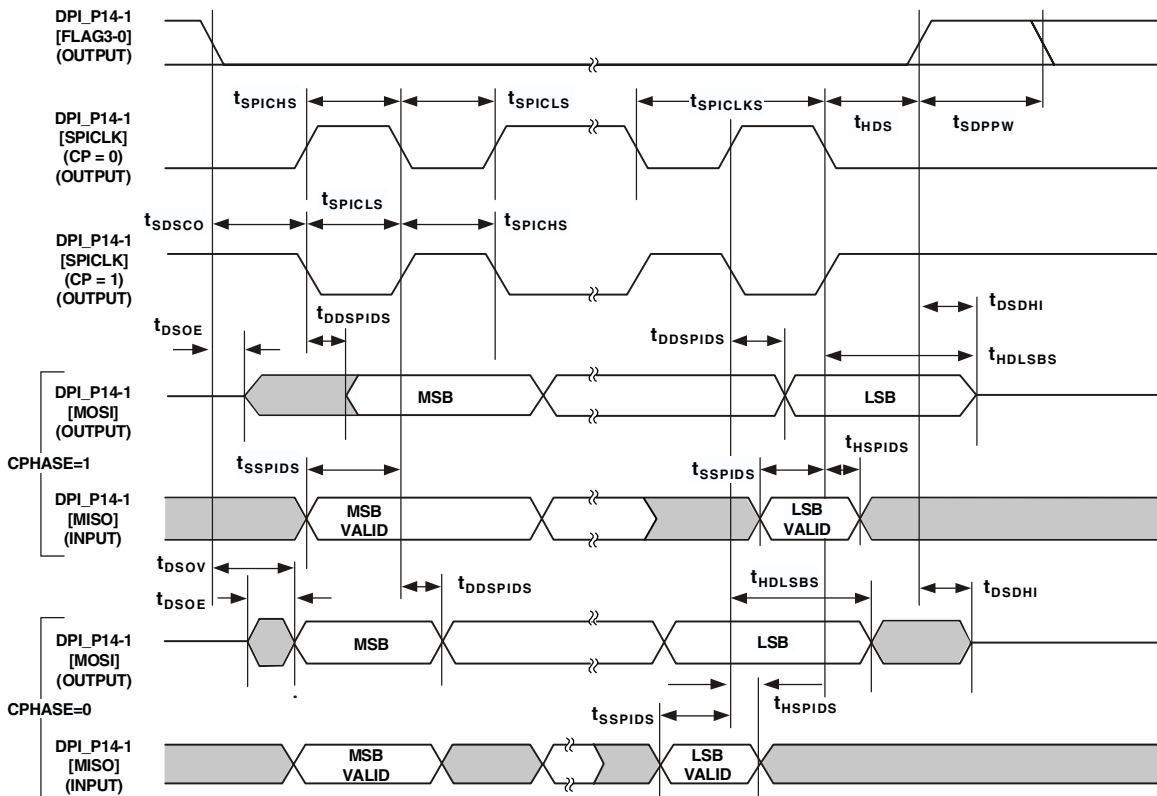 DPI_P14-1
[FLAG3-0]
(OUTPUT)
tSPICHS
tSPICLS
tSPICLKS
tHDS
tSDPPW
DPI_P14-1
[SPICLK]
(CP = 0)
(OUTPUT)
tSDSCO
tSPICLS
tSPICHS
DPI_P14-1
[SPICLK]
(CP = 1)
(OUTPUT)
tDSOE
tDDSPIDS
tDDSPIDS
tDSDHI
tHDLSBS
CPHASE=1
DPI_P14-1
[MOSI]
(OUTPUT)
MSB
LSB
tSSPIDS
tSSPIDS
tHSPIDS
DPI_P14-1
[MISO]
(INPUT)
MSB
VALID
LSB
VALID
tDSOV
tDSOE
tDDSPIDS
tHDLSBS
tDSDHI
CPHASE=0
DPI_P14-1
[MOSI]
(OUTPUT)
MSB
LSB
tSSPIDS
tHSPIDS
DPI_P14-1
[MISO]
(INPUT)
MSB
VALID
LSB
VALID